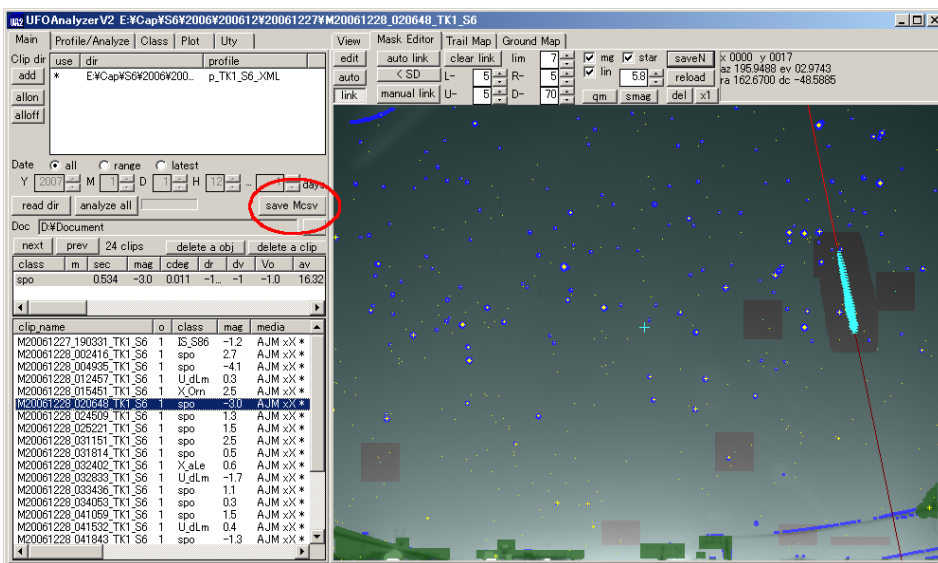 UFOAnalyzerV2 E:¥Cap¥S6¥2006¥200612¥20061227¥M20061228_020648_TK1_S6
Main Profile/Analyze Class Plot Uty
View Mask Editor Trail Map Ground Map
Clip dir use dir profile
add * E:¥Cap¥S6¥2006¥200... p_TK1_S6_XML
allon
alloff
edit auto link clear link lim 7 mg star saveN x 0000 y 0017
auto < SD L- 5 R- 5 lin 5.8 reload az 195.9488 ev 02.9743
ra 162.6700 dc -48.5885
link manual link U- 5 D- 70 qm smag del x1
Date all range latest
Y 2007 M 1 D 1 H 12 ... 1 days
read dir analyze all save Mcsv
Doc D:¥Document
next prev 24 clips delete a obj delete a clip
class m sec mag cdeg dr dv Vo av
spo 0.534 -3.0 0.011 -1... -1 -1.0 16.32
clip_name o class mag media
M20061227_190331_TK1_S6 1 IS_S86 -1.2 AJM xX *
M20061228_002416_TK1_S6 1 spo 2.7 AJM xX *
M20061228_004935_TK1_S6 1 spo -4.1 AJM xX *
M20061228_012457_TK1_S6 1 U_dLm 0.3 AJM xX *
M20061228_015451_TK1_S6 1 X_Orn 2.5 AJM xX *
M20061228_020648_TK1_S6 1 spo -3.0 AJM xX *
M20061228_024509_TK1_S6 1 spo 1.3 AJM xX *
M20061228_025221_TK1_S6 1 spo 1.5 AJM xX *
M20061228_031151_TK1_S6 1 spo 2.5 AJM xX *
M20061228_031814_TK1_S6 1 spo 0.5 AJM xX *
M20061228_032402_TK1_S6 1 X_aLe 0.6 AJM xX *
M20061228_032833_TK1_S6 1 U_dLm -1.7 AJM xX *
M20061228_033436_TK1_S6 1 spo 1.1 AJM xX *
M20061228_034053_TK1_S6 1 spo 0.3 AJM xX *
M20061228_041059_TK1_S6 1 spo 1.5 AJM xX *
M20061228_041532_TK1_S6 1 U_dLm 0.4 AJM xX *
M20061228_041843_TK1_S6 1 spo -1.3 AJM xX *